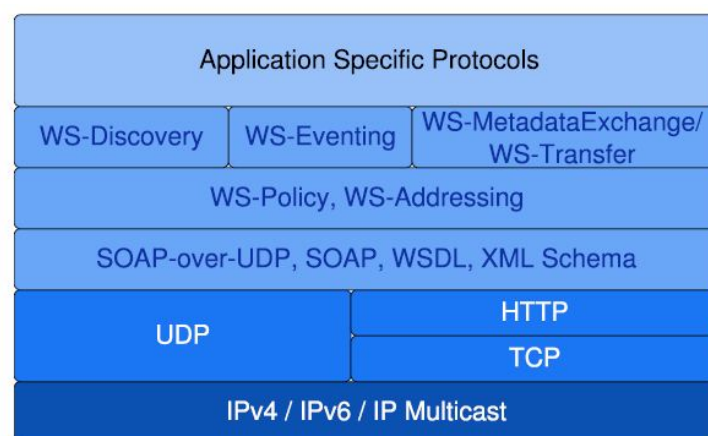 Application Specific Protocols
WS-Discovery
WS-Eventing
WS-MetadataExchange/
WS-Transfer
WS-Policy, WS-Addressing
SOAP-over-UDP, SOAP, WSDL, XML Schema
UDP
HTTP
TCP
IPv4 / IPv6 / IP Multicast